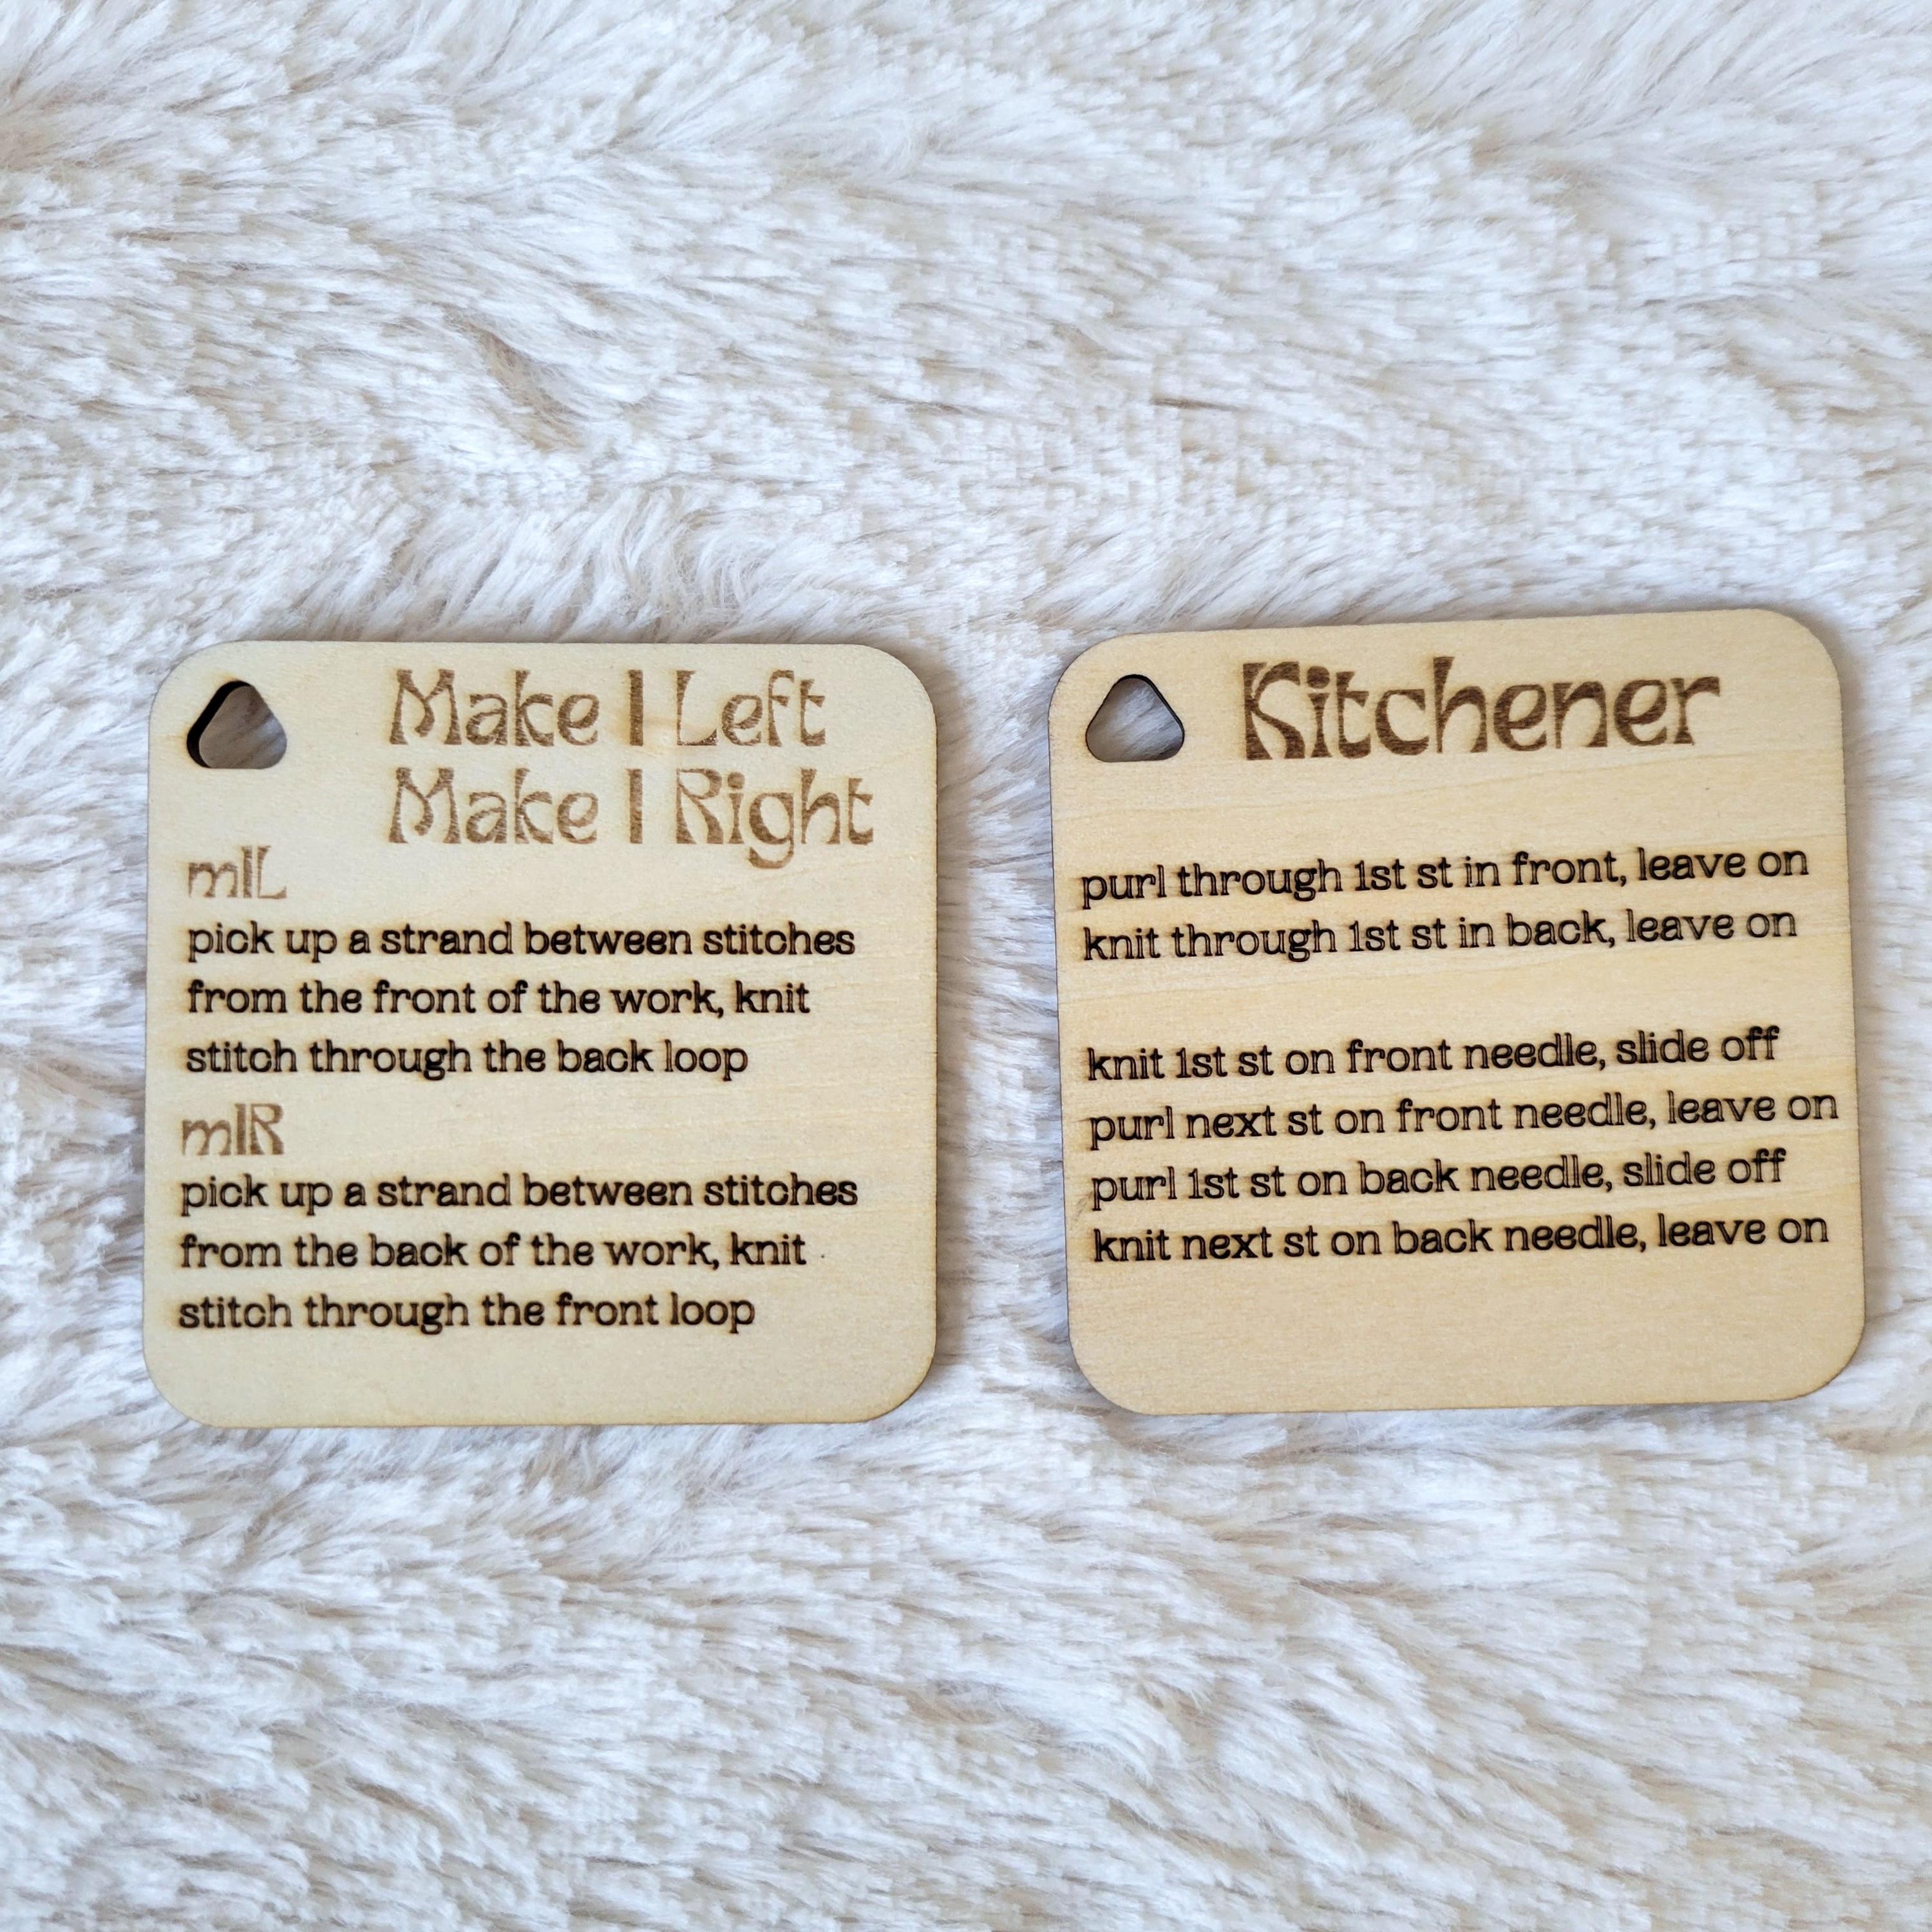 Make 1 Left
Make 1 Right
m1L
pick up a strand between stitches
from the front of the work, knit
stitch through the back loop
m1R
pick up a strand between stitches
from the back of the work, knit
stitch through the front loop
Kitchener
purl through 1st st in front, leave on
knit through 1st st in back, leave on
knit 1st st on front needle, slide off
purl next st on front needle, leave on
purl 1st st on back needle, slide off
knit next st on back needle, leave on